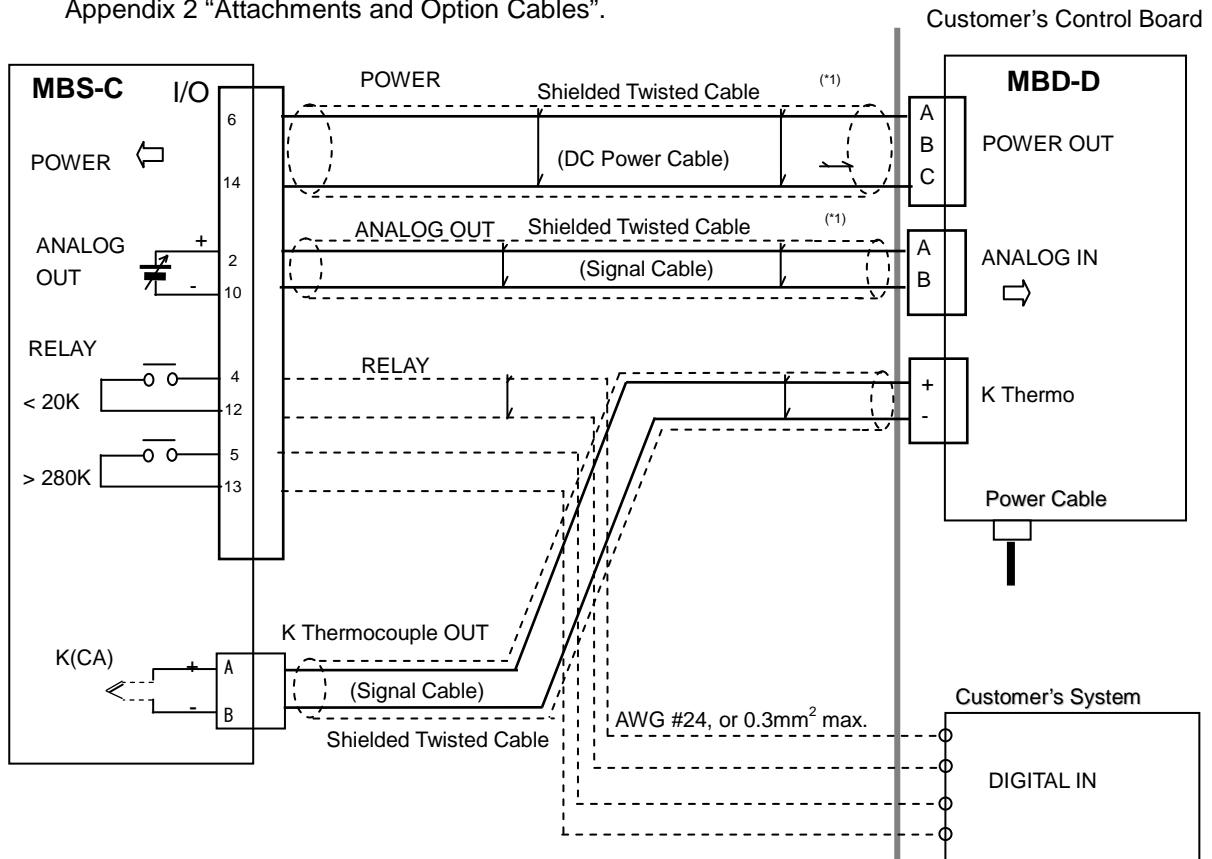 Appendix 2 “Attachments and Option Cables”.
Customer’s Control Board
MBS-C
I/O
POWER
Shielded Twisted Cable
(*1)
MBD-D
6
A
POWER
(DC Power Cable)
B
POWER OUT
14
C
ANALOG OUT
Shielded Twisted Cable
(*1)
ANALOG
OUT
+
2
A
ANALOG IN
(Signal Cable)
-
10
B
RELAY
RELAY
4
< 20K
12
+
K Thermo
-
5
> 280K
13
Power Cable
K Thermocouple OUT
K(CA)
+
A
(Signal Cable)
-
B
Shielded Twisted Cable
AWG #24, or 0.3mm² max.
Customer’s System
DIGITAL IN